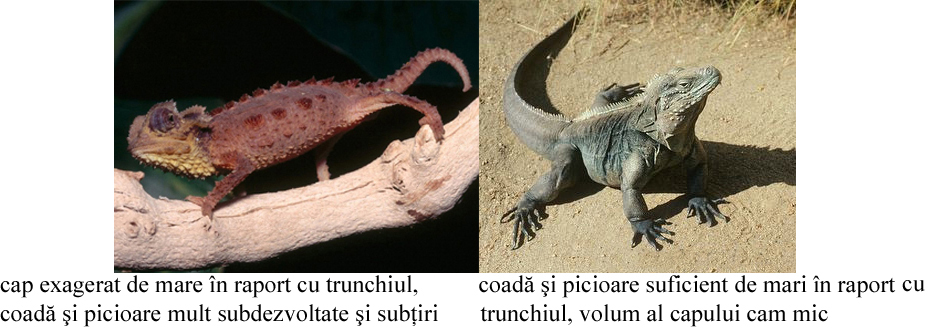 cap exagerat de mare în raport cu trunchiul,
coadă şi picioare mult subdezvoltate şi subțiri
coadă şi picioare suficient de mari în raport cu
trunchiul, volum al capului cam mic